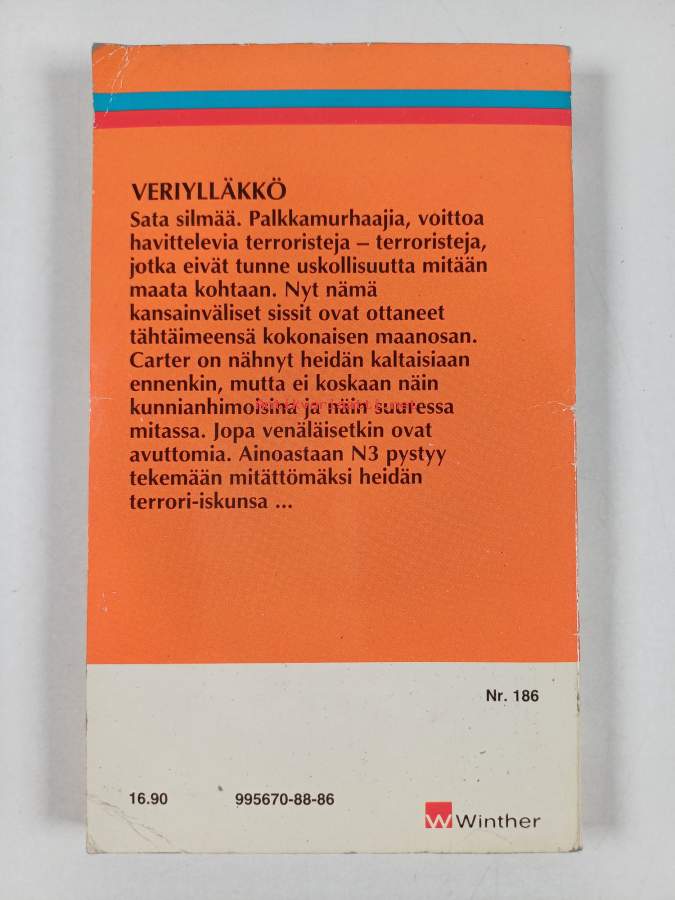 VERIYLLÄKKÖ
Sata silmää. Palkkamurhaajia, voittoa
havittelevia terroristeja – terroristeja,
jotka eivät tunne uskollisuutta mitään
maata kohtaan. Nyt nämä
kansainväliset sissit ovat ottaneet
tähtäimeensä kokonaisen maanosan.
Carter on nähnyt heidän kaltaisiaan
ennenkin, mutta ei koskaan näin
kunnianhimoisina ja näin suuressa
mitassa. Jopa venäläisetkin ovat
avuttomia. Ainoastaan N3 pystyy
tekemään mitättömäksi heidän
terrori-iskunsa ...
Nr. 186
16.90 995670-88-86
Winther